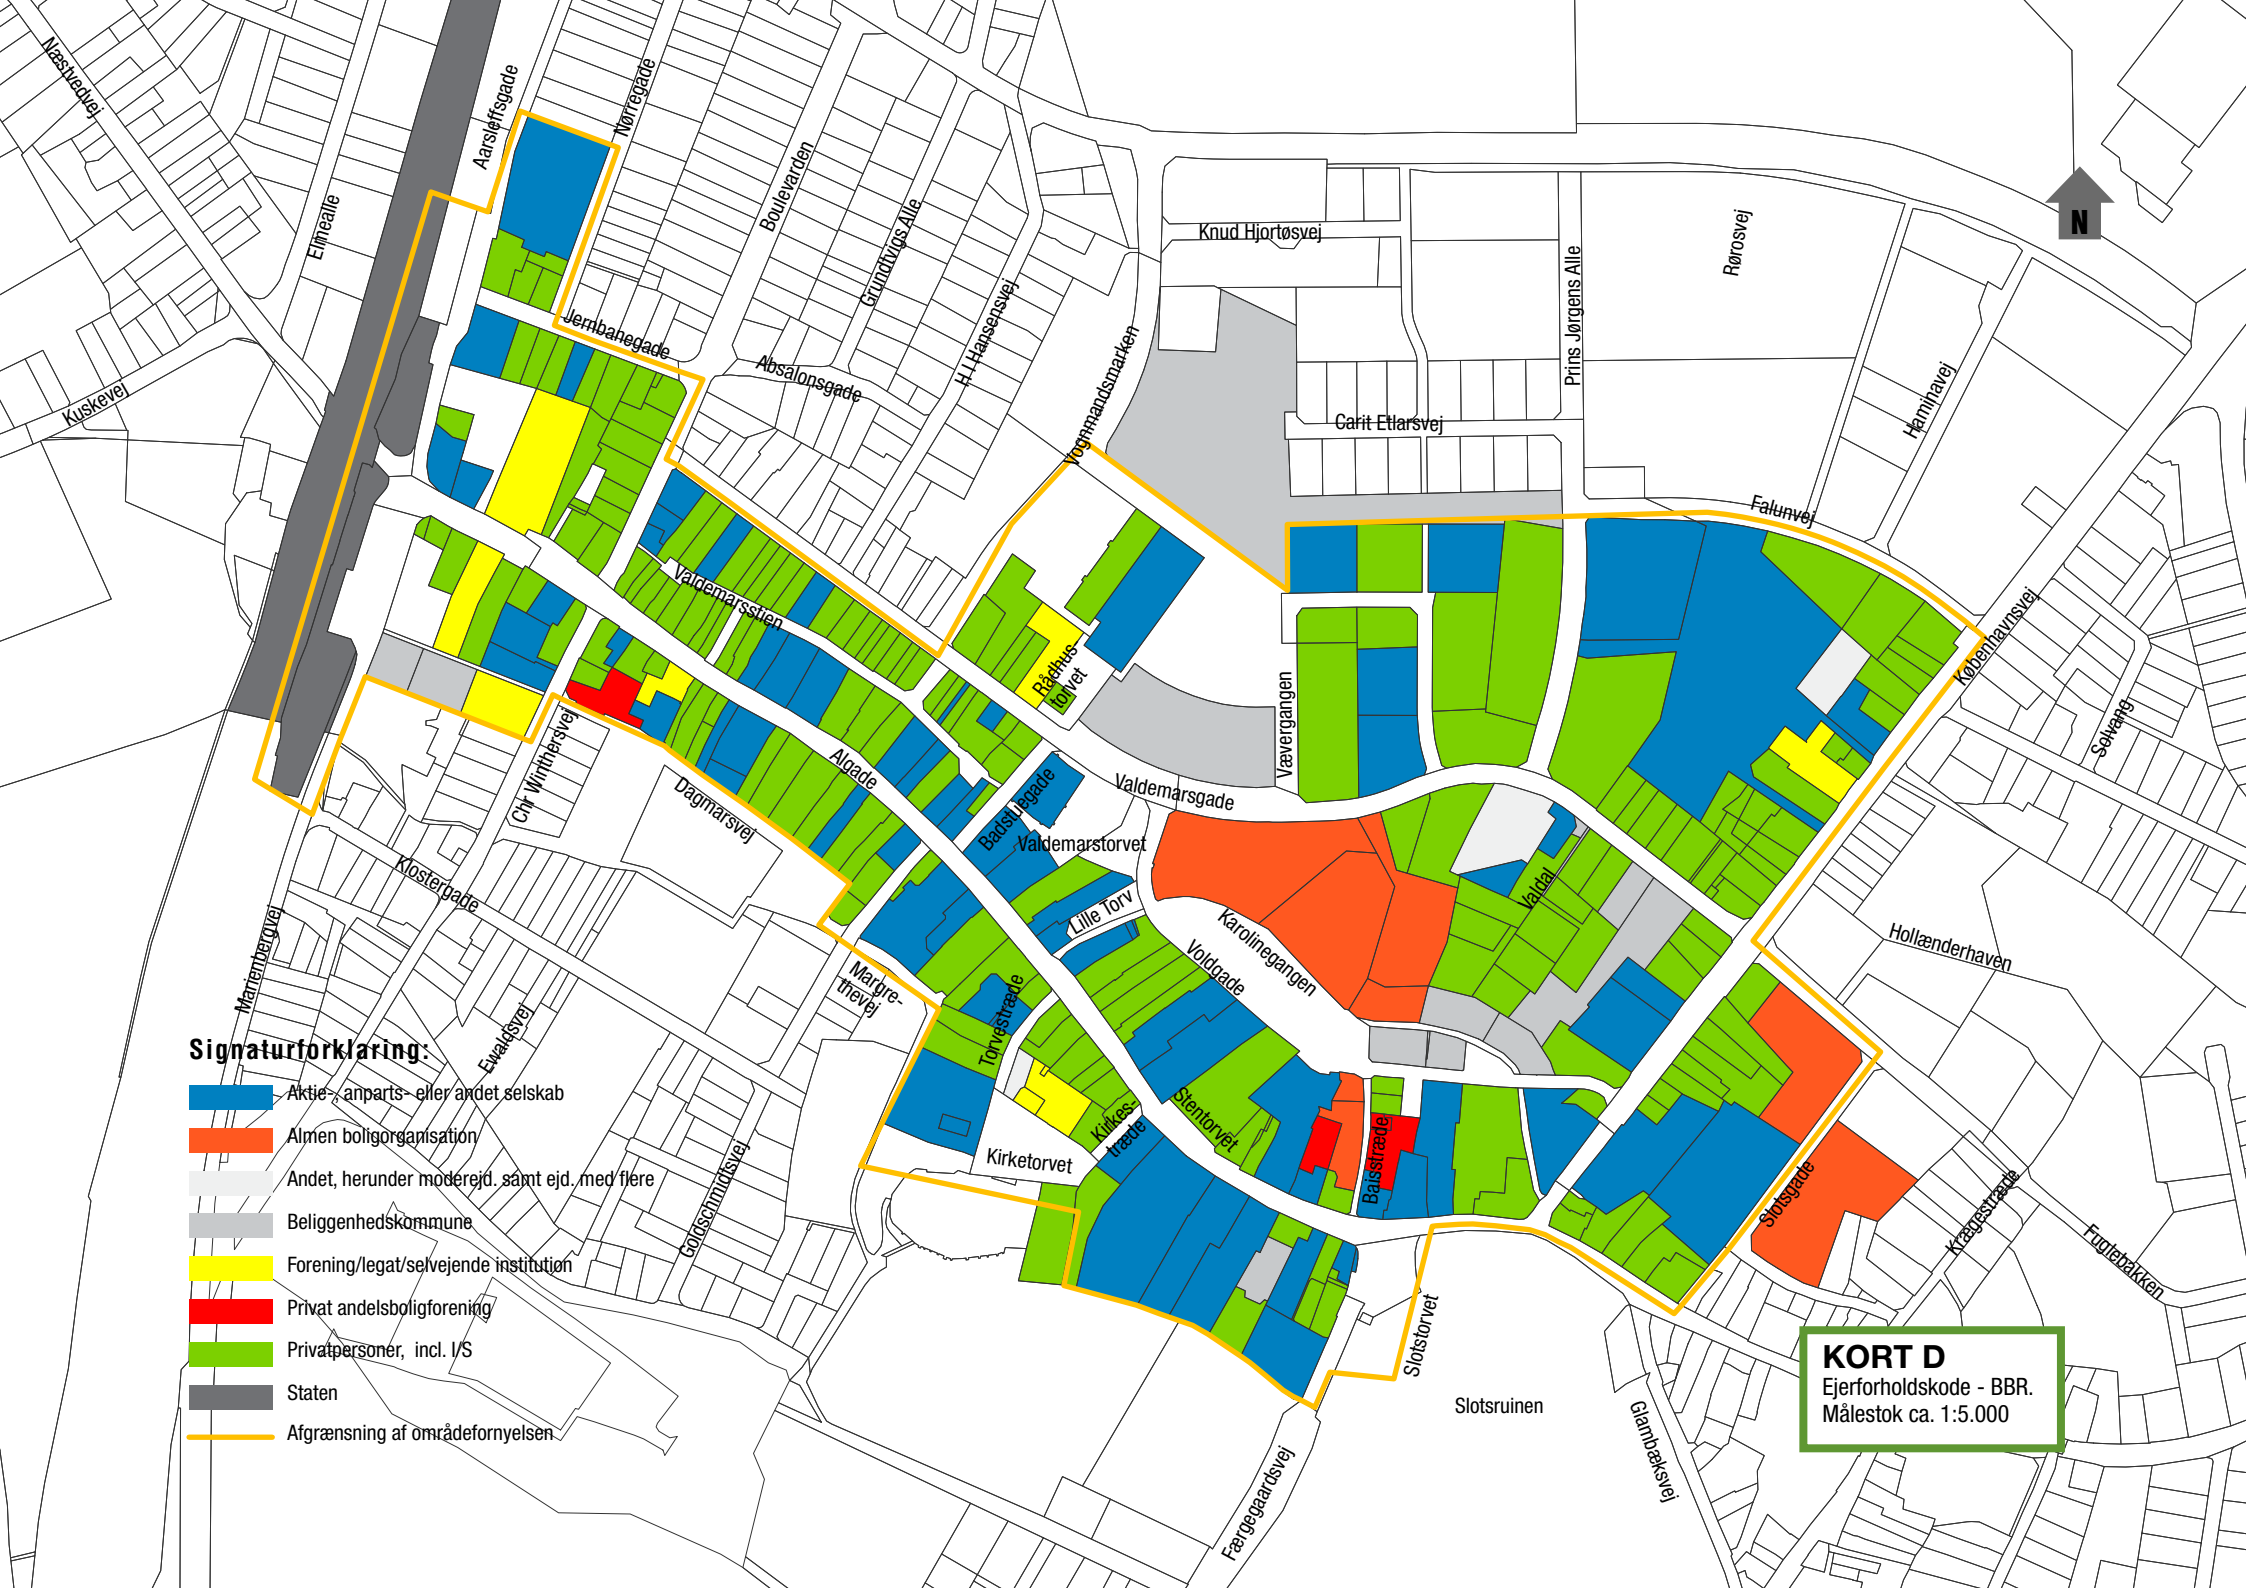 Næstvedvej
Aarsleffsgade
Nørregade
Elmealle
Boulevarden
Grundtvigs Alle
H I Hansensvej
Knud Hjortøsvej
Prins Jørgens Alle
Rørosvej
N
Jernbanegade
Absalonsgade
Kuskevej
Vognmandsmarken
Carit Etlarsvej
Haminavej
Falunvej
Københavnsvej
Solvang
Valdemarsstien
Rådhus-
torvet
Vævergangen
Chr Winthersvej
Algade
Dagmarsvej
Badstuegade
Valdemarsgade
Valdemarstorvet
Klostergade
Lille Torv
Valdal
Karolinegangen
Voldgade
Hollænderhaven
Marienbergvej
Margre-
thevej
Torvestræde
Ewaldsvej
Stentorvet
Kirkes-
træde
Kirketorvet
Baisstræde
Slotsgade
Krægestræde
Fuglebakken
Goldschmidtsvej
Slotstorvet
Slotsruinen
Glambæksvej
Færgegaardsvej
Signaturforklaring:
Aktie-, anparts- eller andet selskab
Almen boligorganisation
Andet, herunder moderejd. samt ejd. med flere
Beliggenhedskommune
Forening/legat/selvejende institution
Privat andelsboligforening
Privatpersoner, incl. I/S
Staten
Afgrænsning af områdefornyelsen
KORT D
Ejerforholdskode - BBR.
Målestok ca. 1:5.000